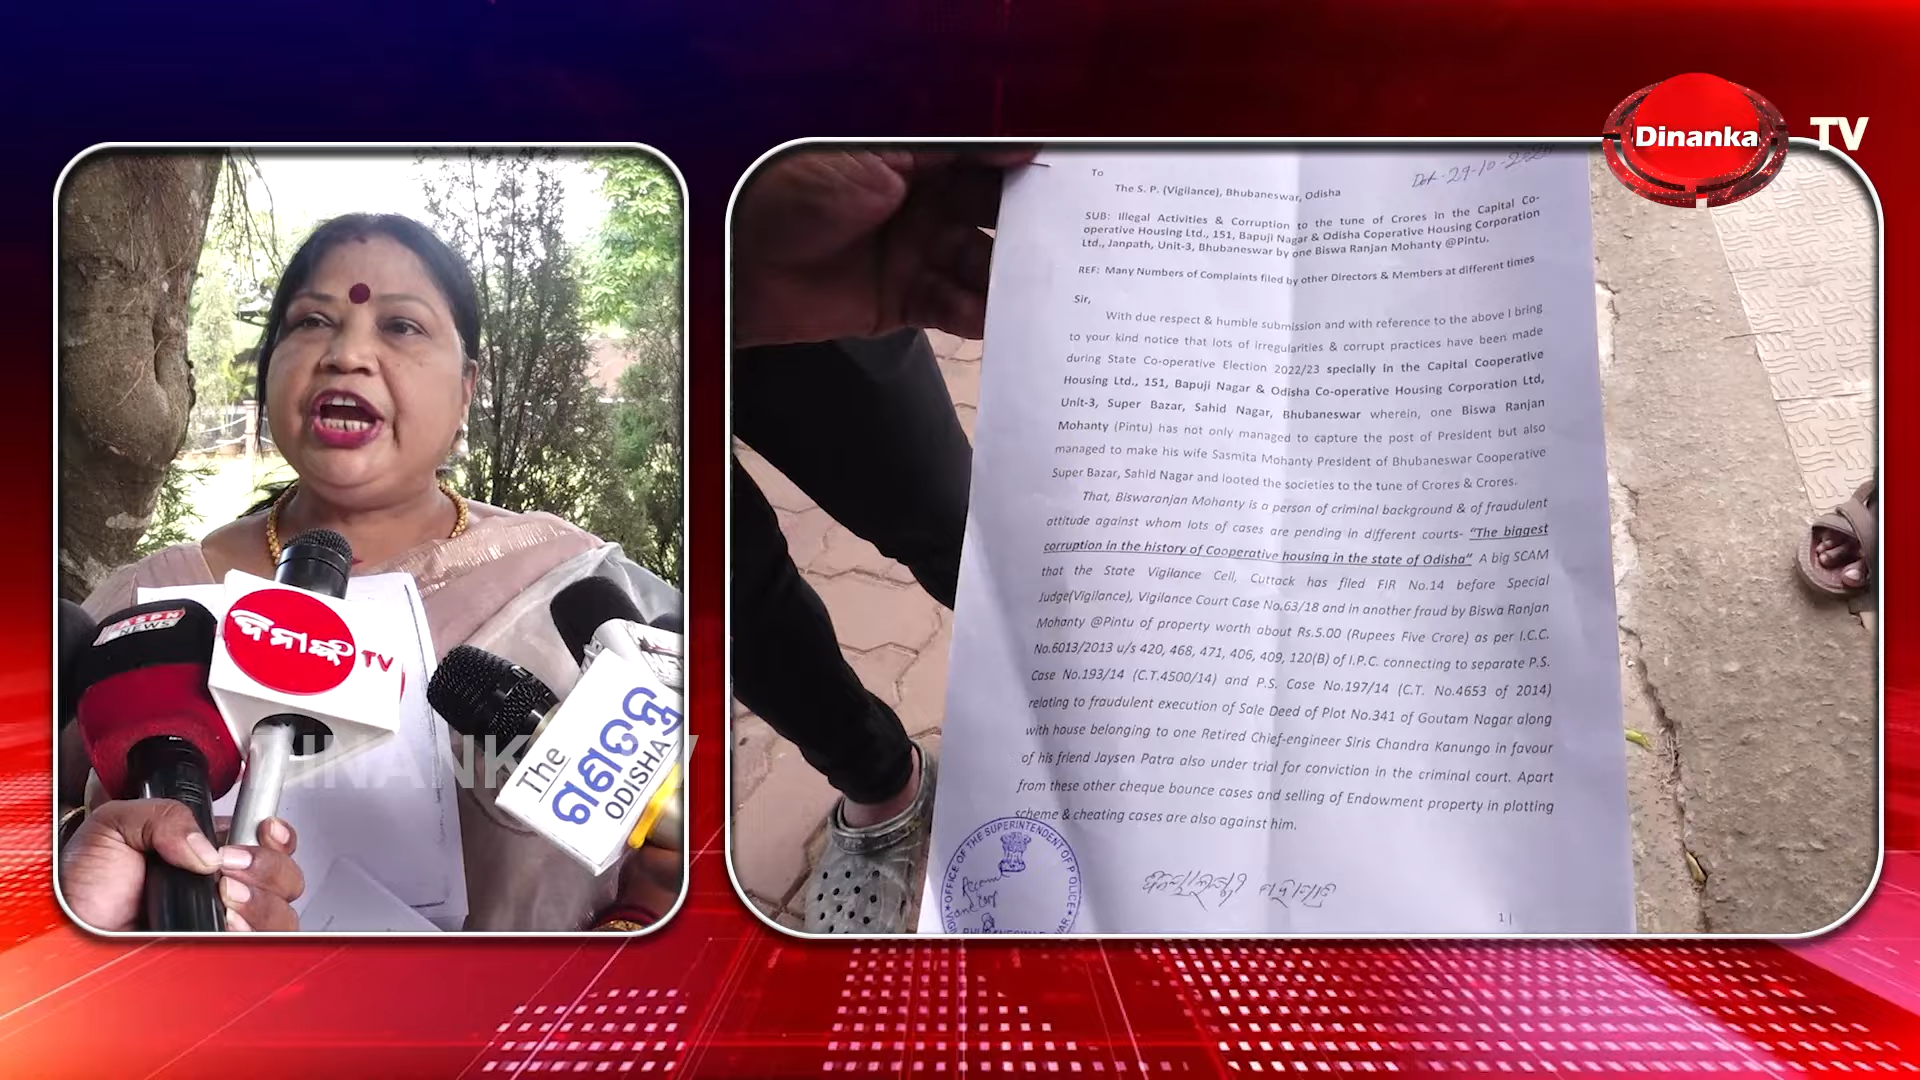 Dinanka TV
To
The S. P. (Vigilance), Bhubaneswar, Odisha
SUB: Illegal Activities & Corruption to the tune of Crores in the Capital Co-
operative Housing Ltd., 151, Bapuji Nagar & Odisha Coperative Housing Corporation
Ltd., Janpath, Unit-3, Bhubaneswar by one Biswa Ranjan Mohanty @Pintu.
REF: Many Numbers of Complaints filed by other Directors & Members at different times
Sir,
With due respect & humble submission and with reference to the above I bring
to your kind notice that lots of irregularities & corrupt practices have been made
during State Co-operative Election 2022/23 specially in the Capital Cooperative
Housing Ltd., 151, Bapuji Nagar & Odisha Co-operative Housing Corporation Ltd,
Unit-3, Super Bazar, Sahid Nagar, Bhubaneswar wherein, one Biswa Ranjan
Mohanty (Pintu) has not only managed to capture the post of President but also
managed to make his wife Sasmita Mohanty President of Bhubaneswar Cooperative
Super Bazar, Sahid Nagar and looted the societies to the tune of Crores & Crores.
That, Biswaranjan Mohanty is a person of criminal background & of fraudulent
attitude against whom lots of cases are pending in different courts- "The biggest
corruption in the history of Cooperative housing in the state of Odisha" A big SCAM
that the State Vigilance Cell, Cuttack has filed FIR No.14 before Special
Judge(Vigilance), Vigilance Court Case No.63/18 and in another fraud by Biswa Ranjan
Mohanty @Pintu of property worth about Rs.5.00 (Rupees Five Crore) as per I.C.C.
No.6013/2013 u/s 420, 468, 471, 406, 409, 120(B) of I.P.C. connecting to separate P.S.
Case No.193/14 (C.T.4500/14) and P.S. Case No.197/14 (C.T. No.4653 of 2014)
relating to fraudulent execution of Sale Deed of Plot No.341 of Goutam Nagar along
with house belonging to one Retired Chief-engineer Siris Chandra Kanungo in favour
of his friend Jaysen Patra also under trial for conviction in the criminal court. Apart
from these other cheque bounce cases and selling of Endowment property in plotting
scheme & cheating cases are also against him.
OFFICE OF THE SUPERINTENDENT OF POLICE
1 |
NEWS
ଦିନାଙ୍କ TV
The
ଗଣତନ୍ତ୍ର
ODISHA